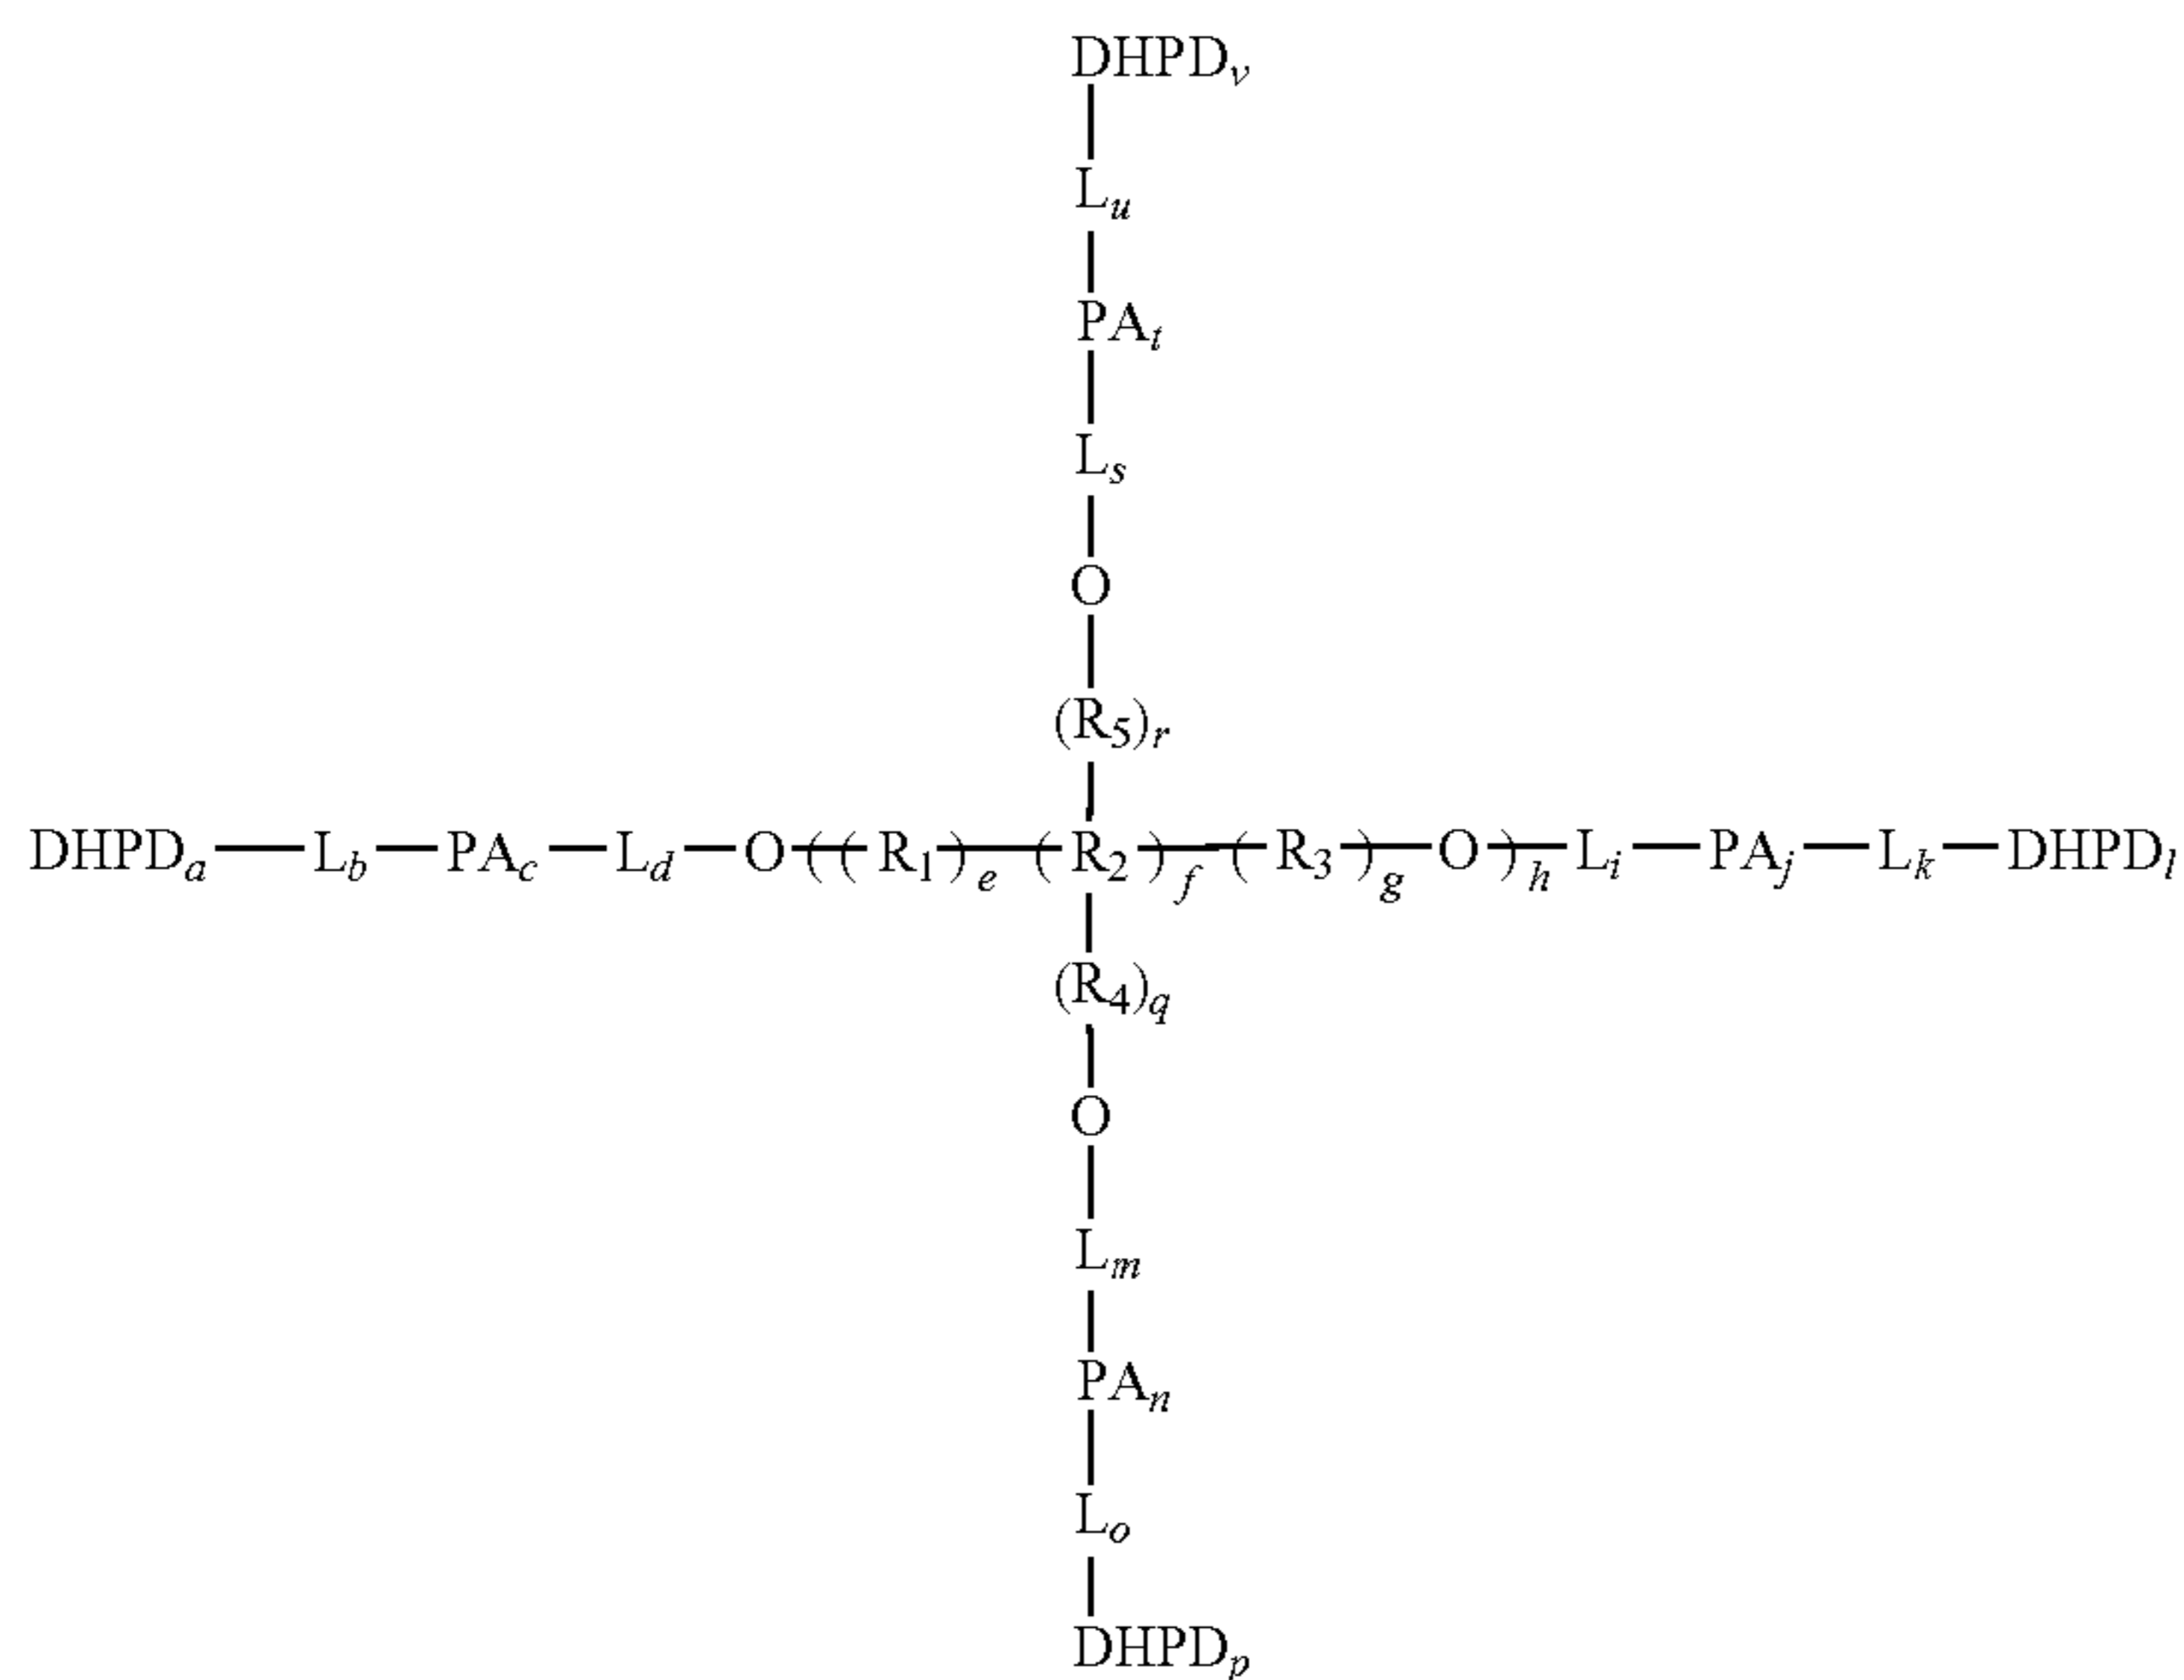 DHPDv
Lu
PAt
Ls
O
(R5)r
DHPDa — Lb — PAc — Ld — O ( ( R1 )e ( R2 )f ( R3 )g O )h Li — PAj — Lk — DHPDl
(R4)q
O
Lm
PAn
Lo
DHPDp